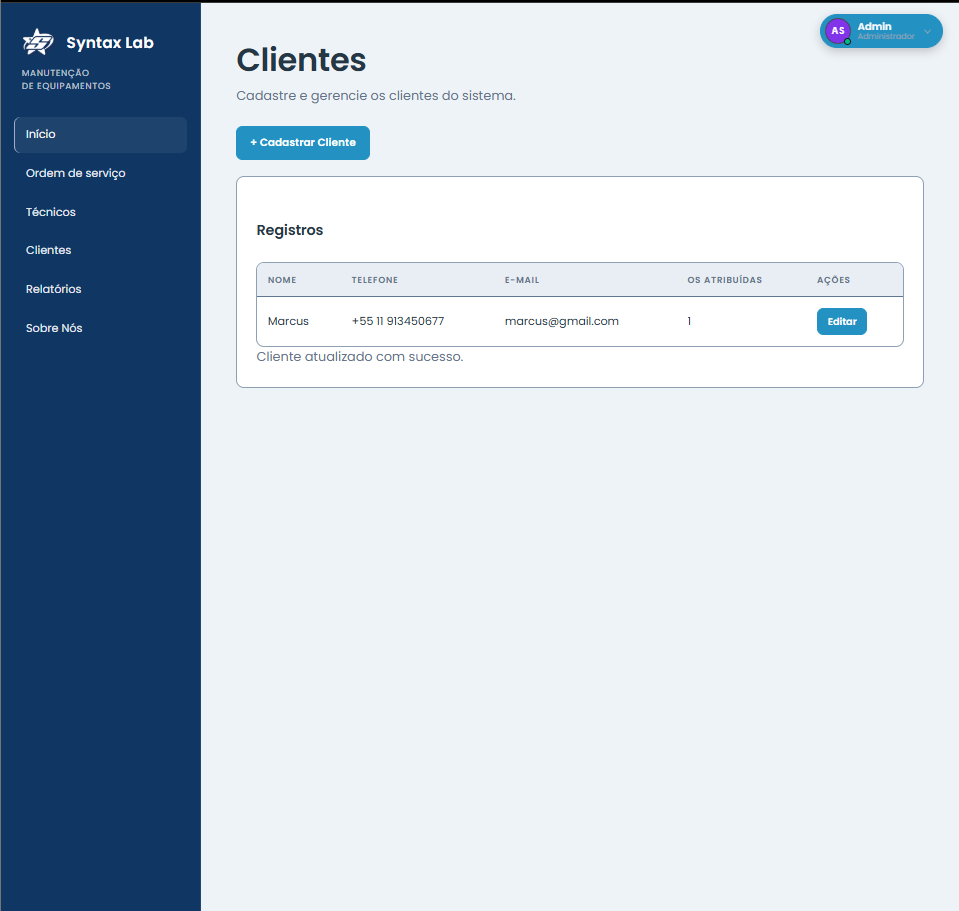 Syntax Lab
MANUTENÇÃO
DE EQUIPAMENTOS
Início
Ordem de serviço
Técnicos
Clientes
Relatórios
Sobre Nós
AS
Admin
Administrador
Clientes
Cadastre e gerencie os clientes do sistema.
+ Cadastrar Cliente
Registros
NOME TELEFONE E-MAIL OS ATRIBUÍDAS AÇÕES
Marcus +55 11 913450677 marcus@gmail.com 1 Editar
Cliente atualizado com sucesso.